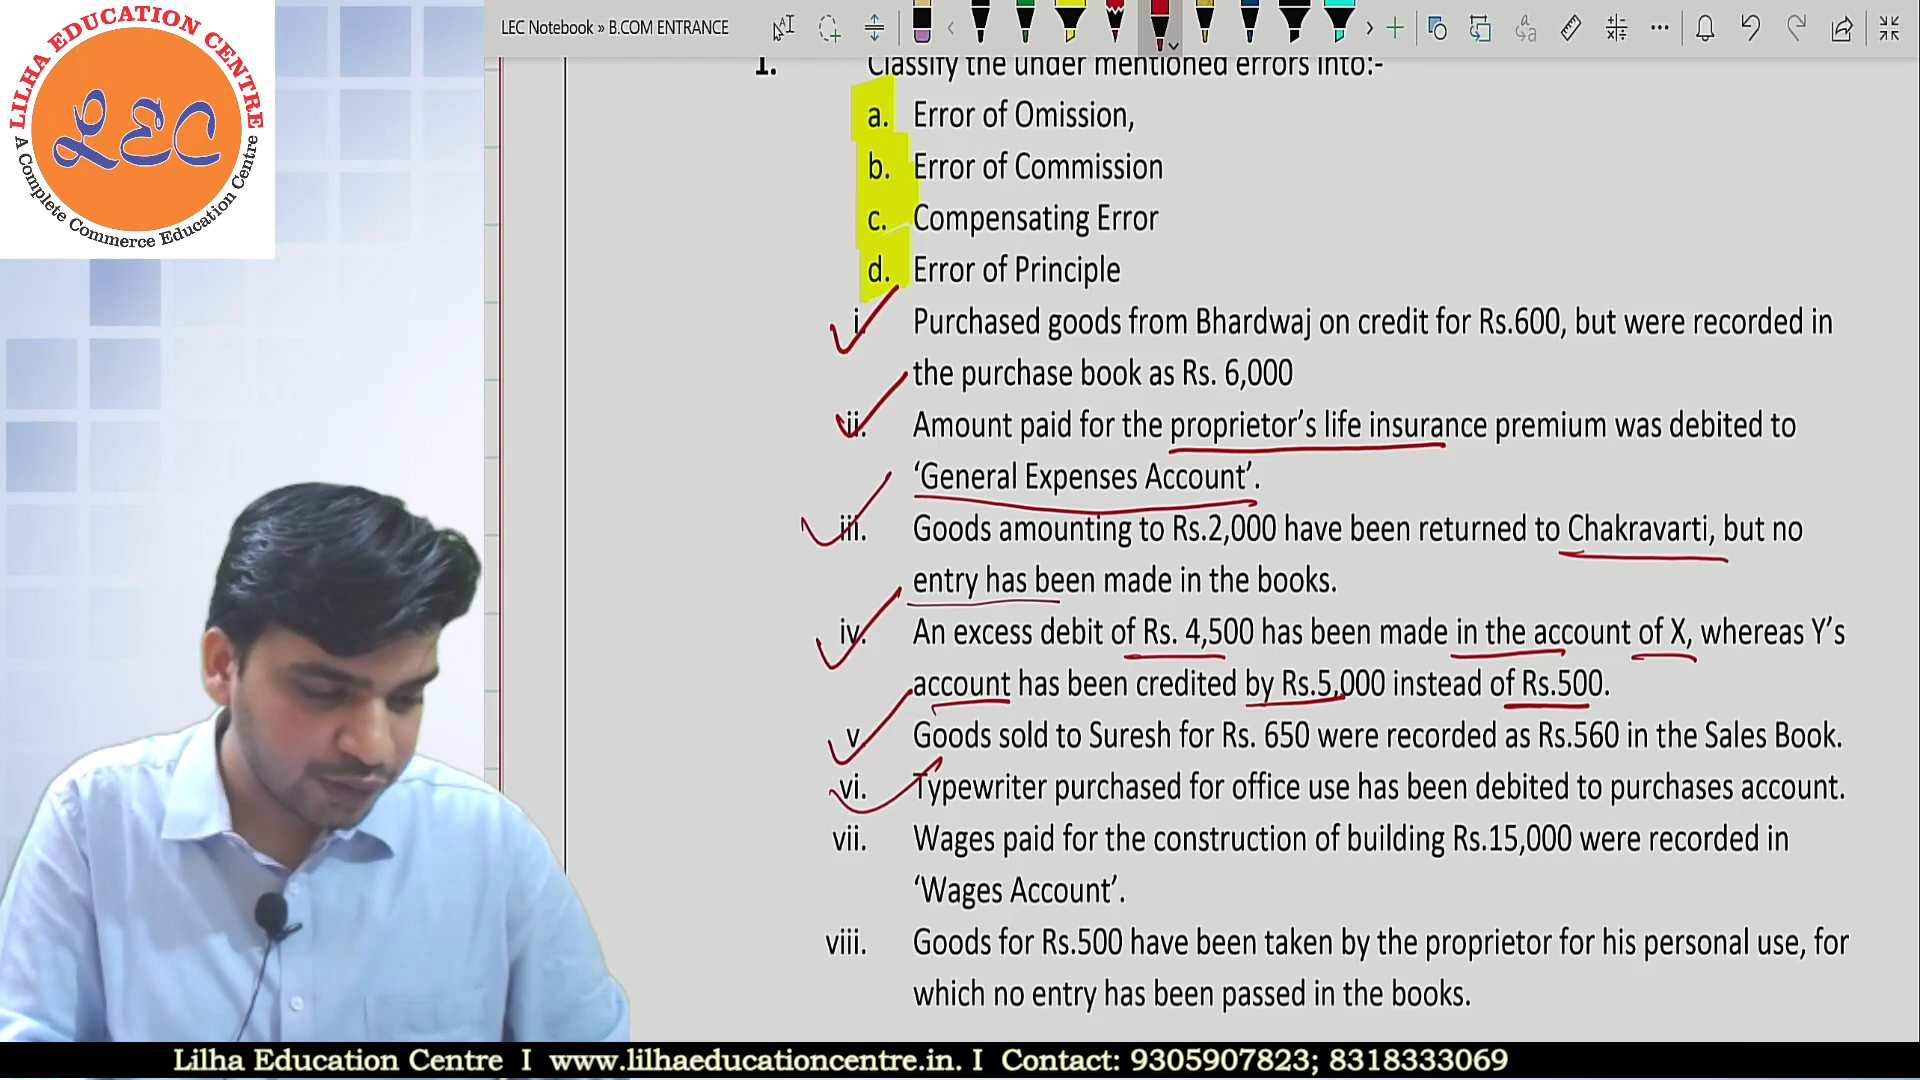 LILHA EDUCATION CENTRE
LEC
A Complete Commerce Education Centre
LEC Notebook » B.COM ENTRANCE
1. Classify the under mentioned errors into:-
a. Error of Omission,
b. Error of Commission
c. Compensating Error
d. Error of Principle
i. Purchased goods from Bhardwaj on credit for Rs.600, but were recorded in
the purchase book as Rs. 6,000
ii. Amount paid for the proprietor’s life insurance premium was debited to
‘General Expenses Account’.
iii. Goods amounting to Rs.2,000 have been returned to Chakravarti, but no
entry has been made in the books.
iv. An excess debit of Rs. 4,500 has been made in the account of X, whereas Y’s
account has been credited by Rs.5,000 instead of Rs.500.
v. Goods sold to Suresh for Rs. 650 were recorded as Rs.560 in the Sales Book.
vi. Typewriter purchased for office use has been debited to purchases account.
vii. Wages paid for the construction of building Rs.15,000 were recorded in
‘Wages Account’.
viii. Goods for Rs.500 have been taken by the proprietor for his personal use, for
which no entry has been passed in the books.
Lilha Education Centre I www.lilhaeducationcentre.in. I Contact: 9305907823; 8318333069